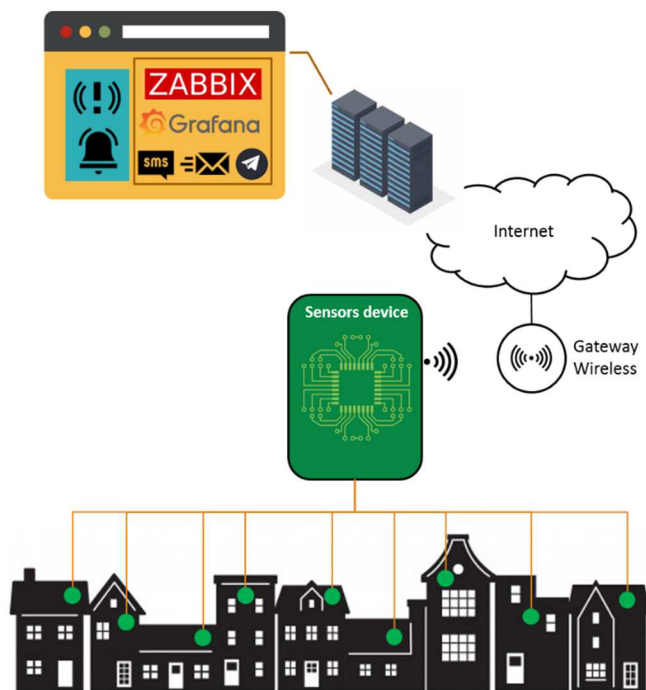 ZABBIX
Grafana
sms
Internet
Sensors device
Gateway
Wireless